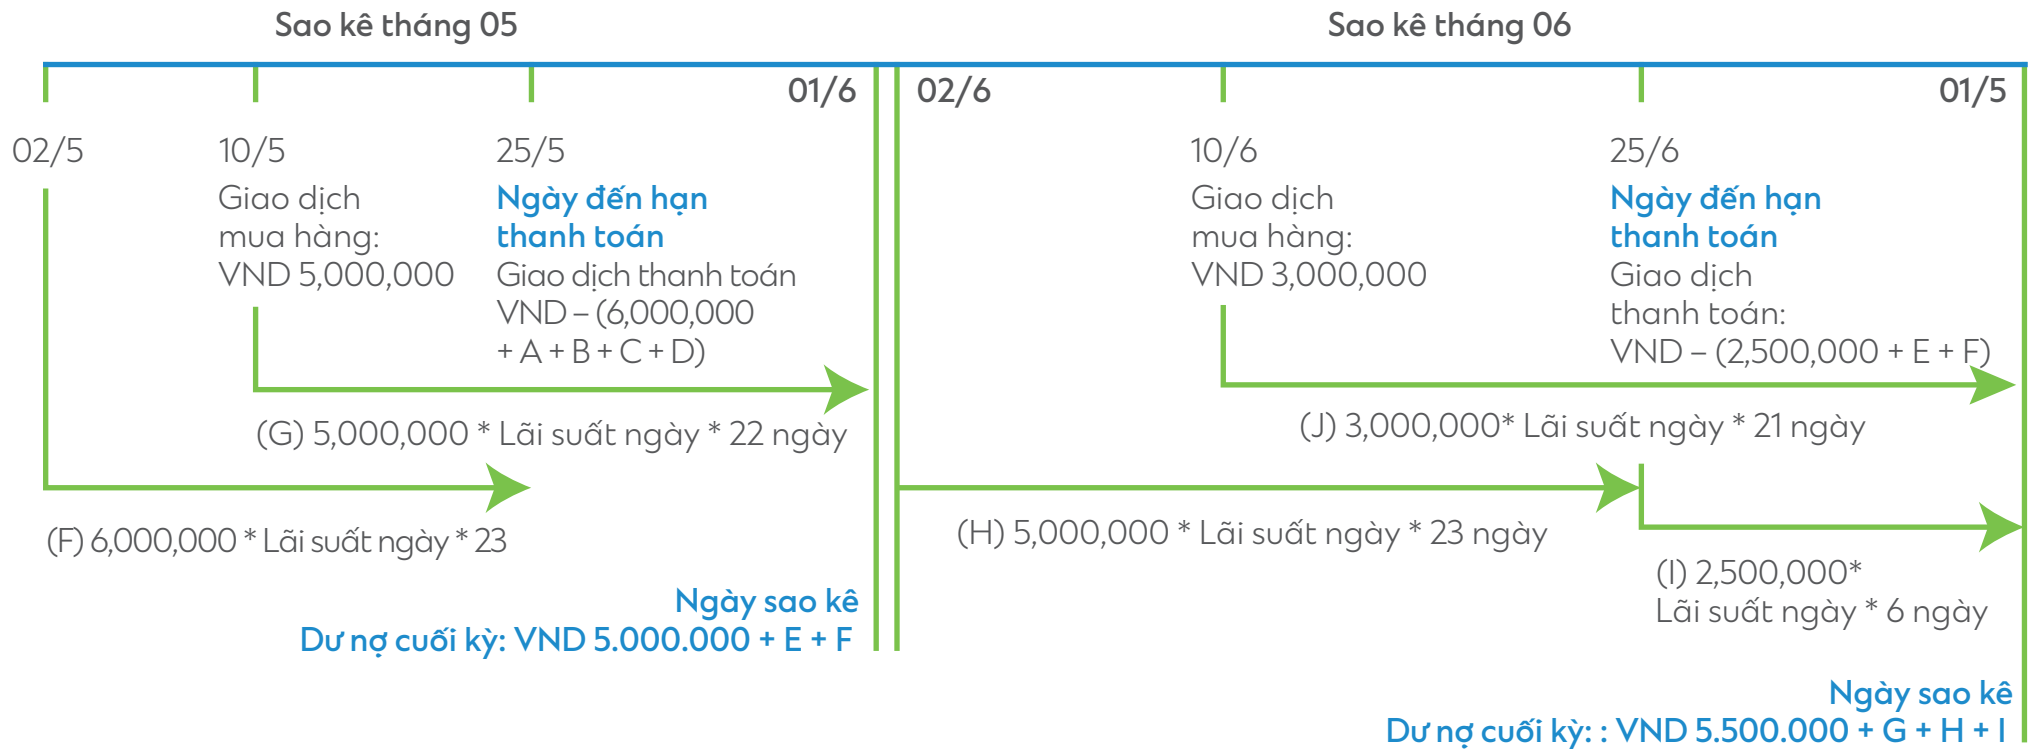 Sao kê tháng 05
02/5
10/5
Giao dịch
mua hàng:
VND 5,000,000
25/5
Ngày đến hạn
thanh toán
Giao dịch thanh toán
VND – (6,000,000
+ A + B + C + D)
01/6
(G) 5,000,000 * Lãi suất ngày * 22 ngày
(F) 6,000,000 * Lãi suất ngày * 23
Ngày sao kê
Dư nợ cuối kỳ: VND 5.000.000 + E + F
Sao kê tháng 06
02/6
10/6
Giao dịch
mua hàng:
VND 3,000,000
25/6
Ngày đến hạn
thanh toán
Giao dịch
thanh toán:
VND – (2,500,000 + E + F)
01/5
(J) 3,000,000* Lãi suất ngày * 21 ngày
(H) 5,000,000 * Lãi suất ngày * 23 ngày
(I) 2,500,000*
Lãi suất ngày * 6 ngày
Ngày sao kê
Dư nợ cuối kỳ: : VND 5.500.000 + G + H + I